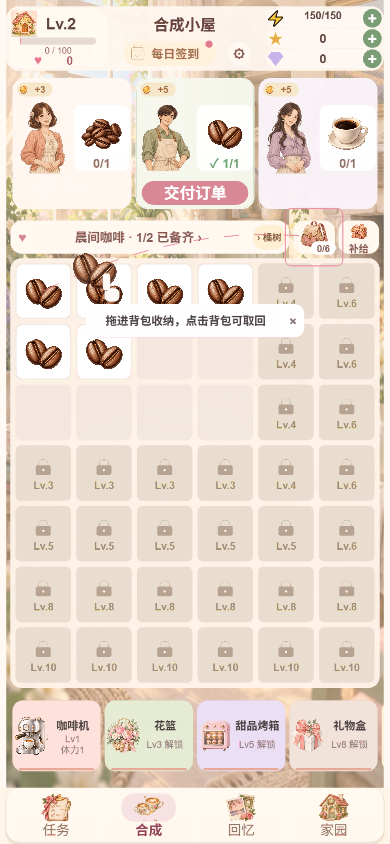 Lv.2
0 / 100
♥ 0
合成小屋
每日签到
150/150
0
0
+3
0/1
+5
✓ 1/1
交付订单
+5
0/1
♥ 晨间咖啡 · 1/2 已备齐 ›
› 橱树
0/6
补给
拖进背包收纳，点击背包可取回 ×
Lv.4 Lv.6
Lv.4 Lv.6
Lv.4 Lv.6
Lv.3 Lv.3 Lv.3 Lv.3 Lv.4 Lv.6
Lv.5 Lv.5 Lv.5 Lv.5 Lv.5 Lv.6
Lv.8 Lv.8 Lv.8 Lv.8 Lv.8 Lv.8
Lv.10 Lv.10 Lv.10 Lv.10 Lv.10 Lv.10
咖啡机
Lv1
体力1
花篮
Lv3 解锁
甜品烤箱
Lv5 解锁
礼物盒
Lv8 解锁
任务
合成
回忆
家园